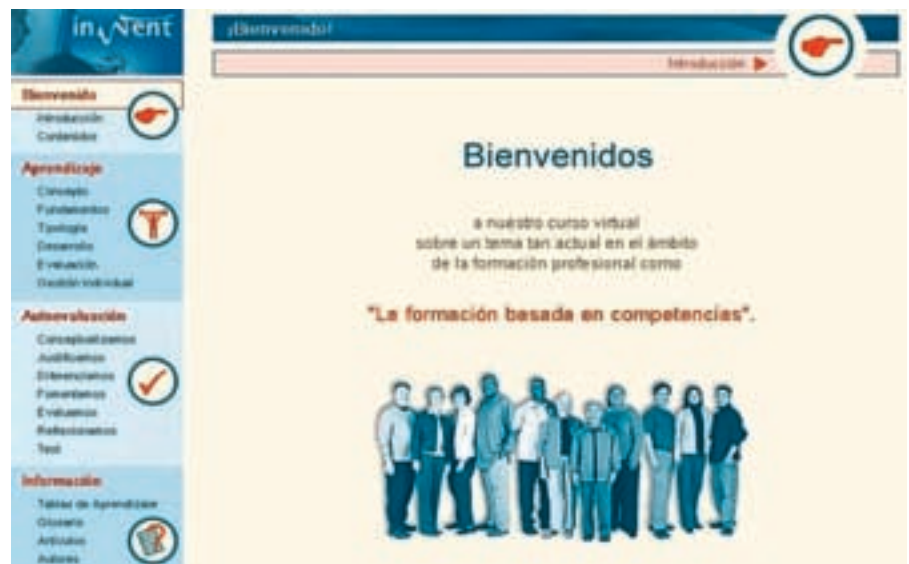 inWent
¡Bienvenido!
Introducción
Bienvenido
Introducción
Contenidos
Aprendizaje
Concepto
Fundamentos
Tipología
Desarrollo
Evaluación
Gestión individual
Autoevaluación
Conceptualizamos
Justificamos
Diferenciamos
Fomentamos
Evaluamos
Reflexionamos
Test
Información
Tablas de Aprendizaje
Glosario
Artículos
Autores
Bienvenidos
a nuestro curso virtual
sobre un tema tan actual en el ámbito
de la formación profesional como
"La formación basada en competencias".